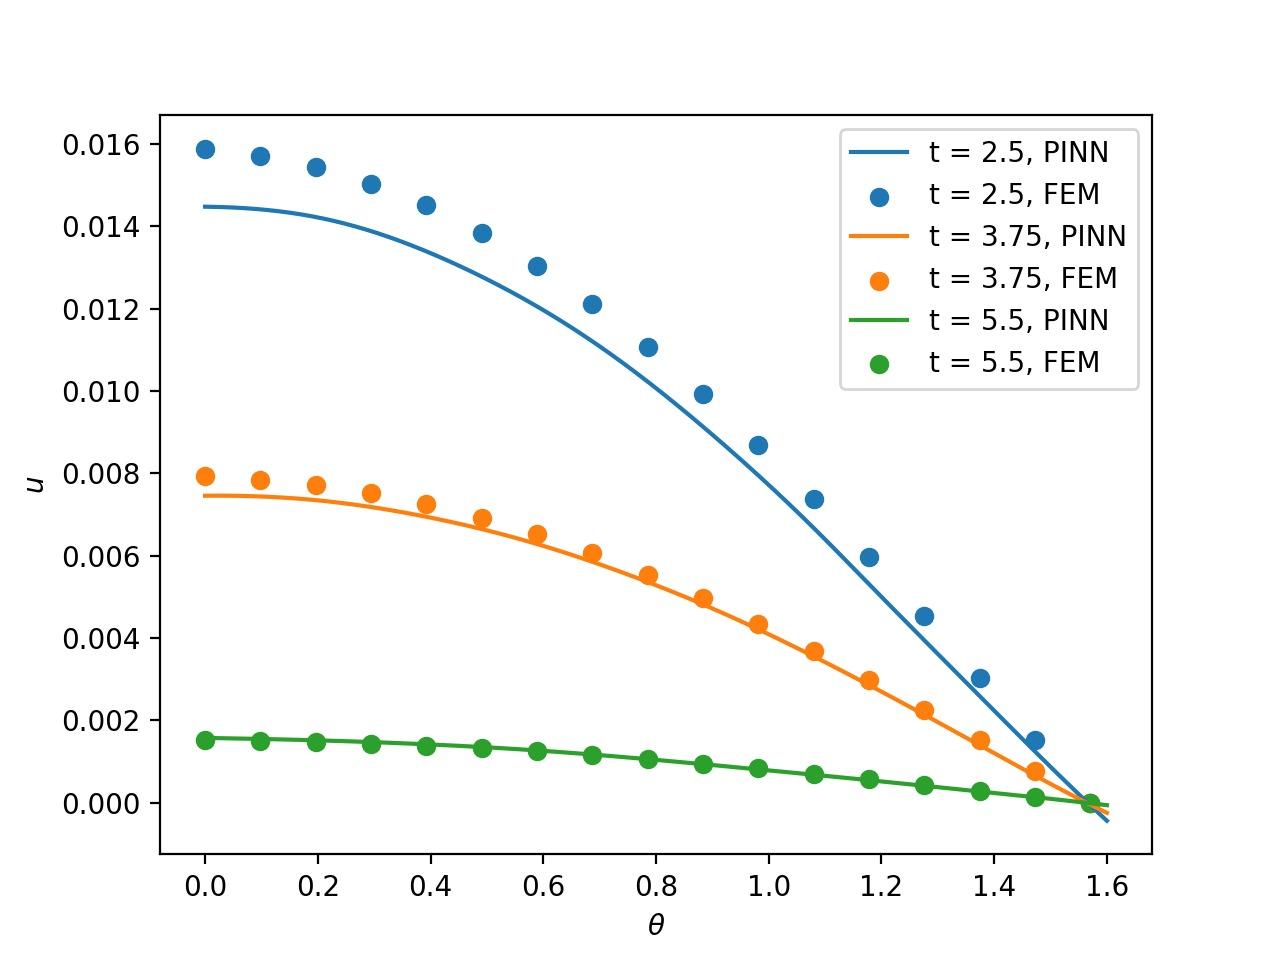 0.016
0.014
0.012
0.010
0.008
0.006
0.004
0.002
0.000
u
0.0 0.2 0.4 0.6 0.8 1.0 1.2 1.4 1.6
θ
t = 2.5, PINN
t = 2.5, FEM
t = 3.75, PINN
t = 3.75, FEM
t = 5.5, PINN
t = 5.5, FEM